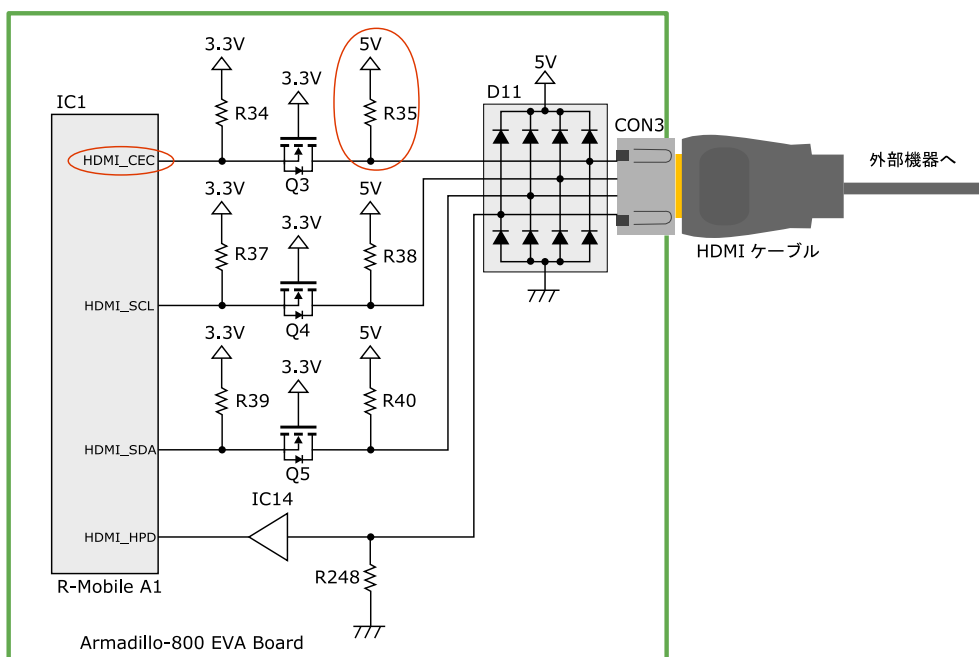 3.3V
5V
3.3V
R34
R35
5V
D11
IC1
HDMI_CEC
Q3
CON3
外部機器へ
HDMI ケーブル
3.3V
5V
3.3V
R37
R38
HDMI_SCL
Q4
3.3V
5V
3.3V
R39
R40
HDMI_SDA
Q5
IC14
HDMI_HPD
R248
R-Mobile A1
Armadillo-800 EVA Board